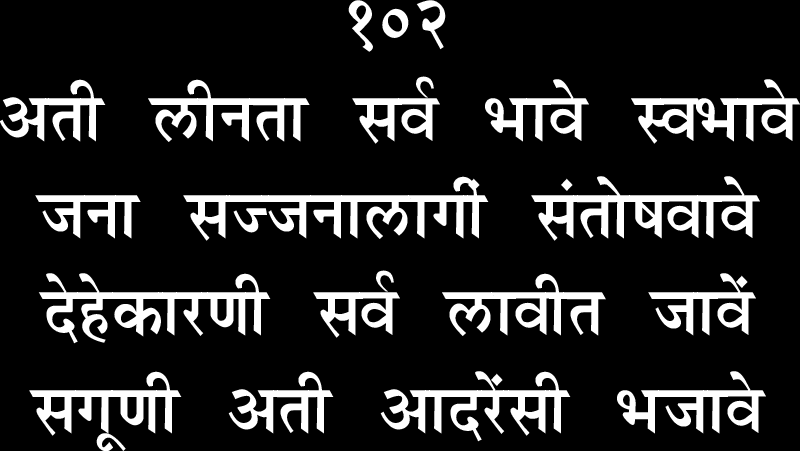 १०२
अती लीनता सर्व भावे स्वभावे
जना सज्जनालागीं संतोषवावे
देहेकारणी सर्व लावीत जावें
सगूणी अती आदरेंसी भजावे